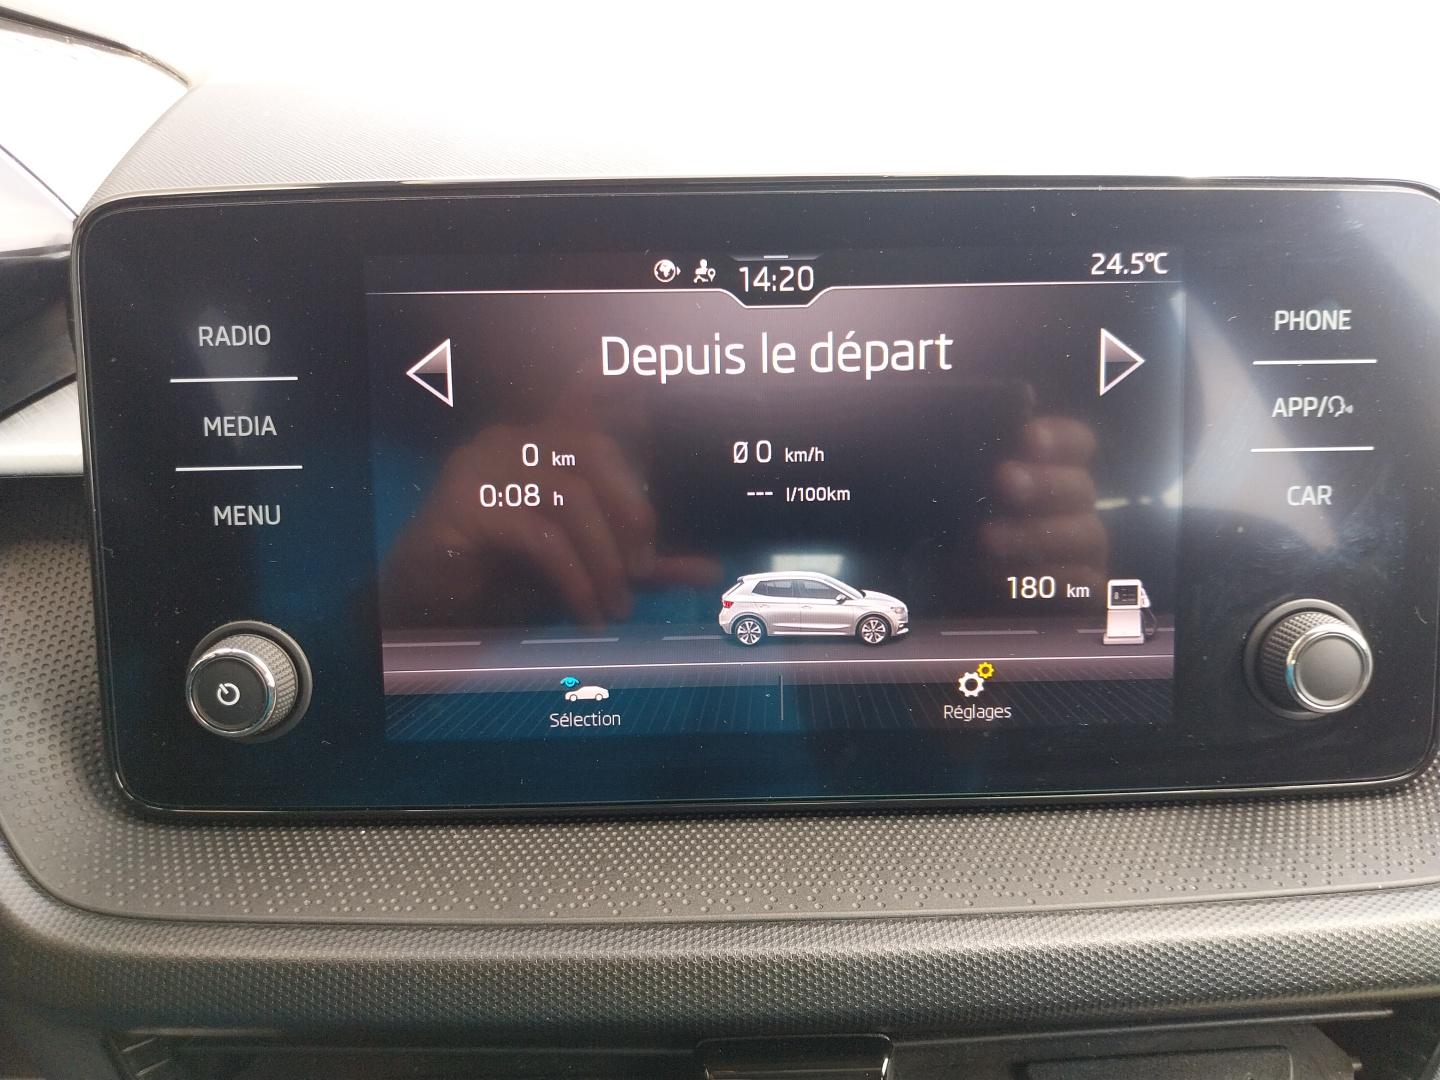 14:20
24.5°C
RADIO
MEDIA
MENU
Depuis le départ
0 km
0:08 h
Ø 0 km/h
--- l/100km
180 km
Sélection
Réglages
PHONE
APP/
CAR